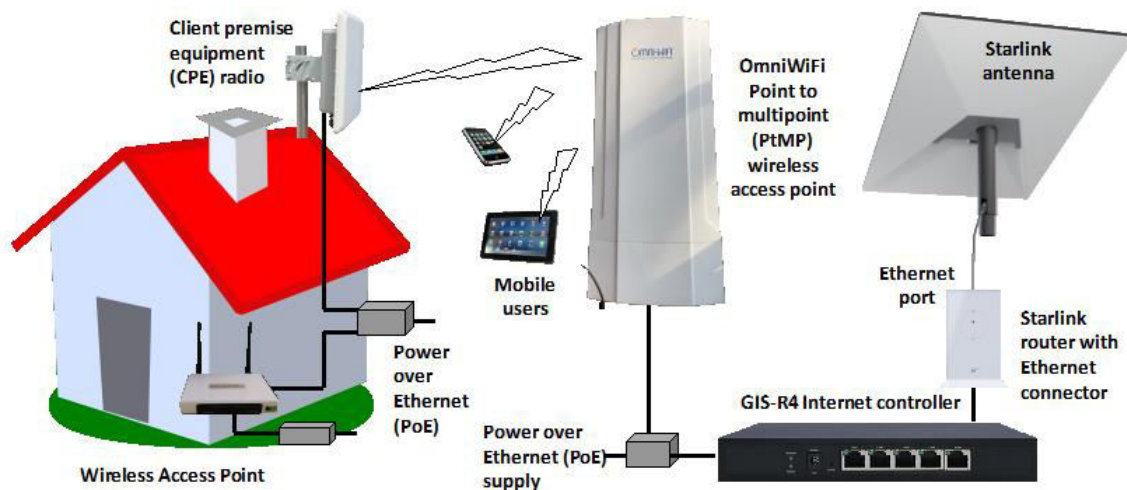 Client premise
equipment
(CPE) radio
OMNI-WIFI
OmniWiFi
Point to
multipoint
(PtMP)
wireless
access point
Starlink
antenna
Mobile
users
Ethernet
port
Starlink
router with
Ethernet
connector
Power
over
Ethernet
(PoE)
GIS-R4 Internet controller
Power over
Ethernet (PoE)
supply
Wireless Access Point